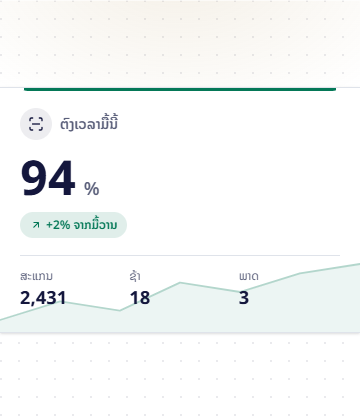 ຕົງເວລາມື້ນີ້
94 %
+2% ຈາກມື້ວານ
ສະແກນ ຊ້າ ພາດ
2,431 18 3